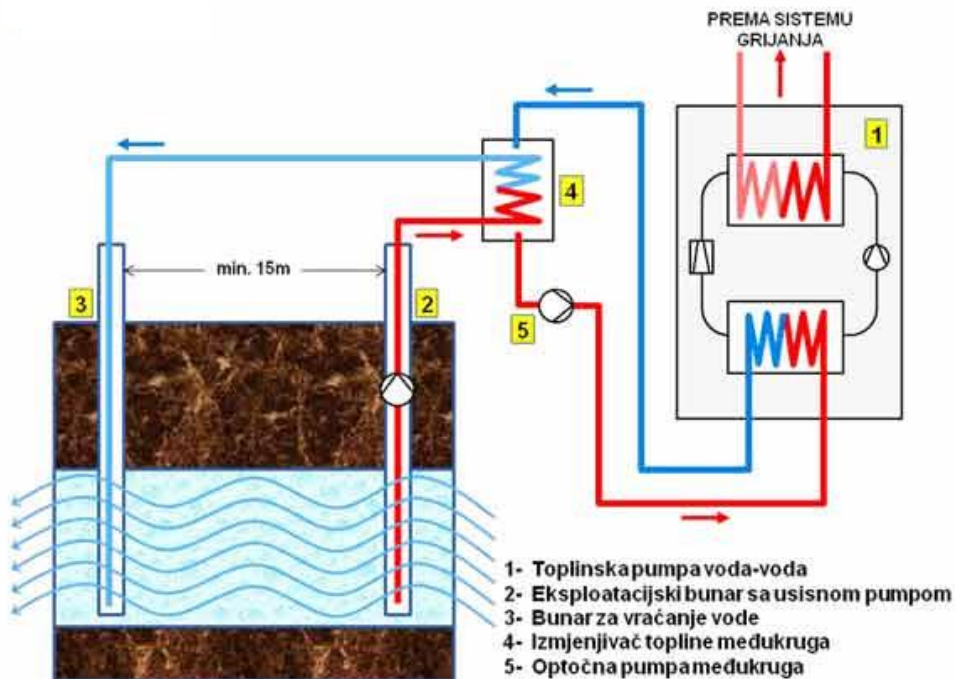 PREMA SISTEMU
GRIJANJA
1
4
min. 15m
3
2
5
1- Toplinska pumpa voda-voda
2- Eksploatacijski bunar sa usisnom pumpom
3- Bunar za vraćanje vode
4- Izmjenjivač topline međukruga
5- Optočna pumpa međukruga